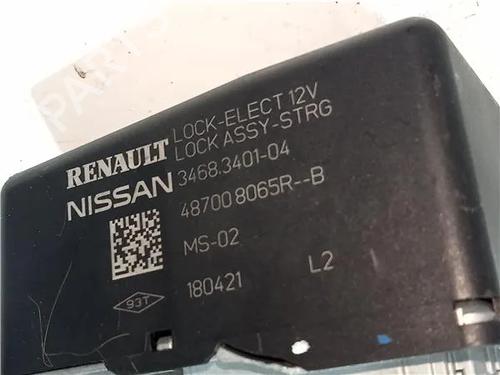 LOCK-ELECT 12V
RENAULT LOCK ASSY-STRG
NISSAN 3468.3401-04
48700 8065R--B
MS-02
180421 L2
93T